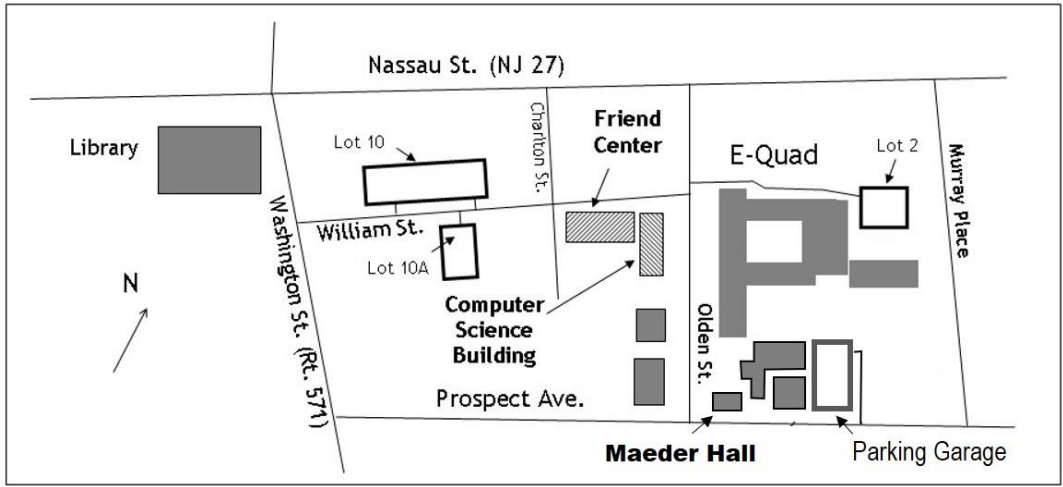 Nassau St. (NJ 27)
Library
Lot 10
Charlton St.
Friend
Center
E-Quad
Lot 2
Murray Place
Washington St. (Rt. 571)
William St.
Lot 10A
N
Computer
Science
Building
Olden St.
Prospect Ave.
Maeder Hall
Parking Garage